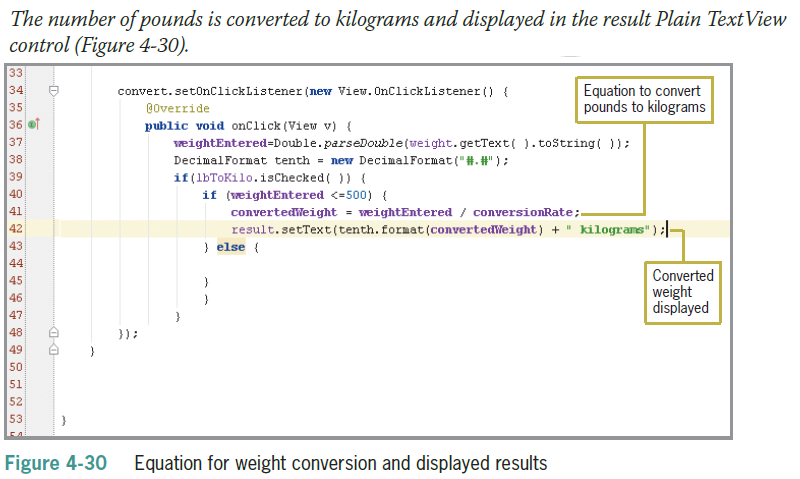 The number of pounds is converted to kilograms and displayed in the result Plain TextView
control (Figure 4-30).
33
34 convert.setOnClickListener(new View.OnClickListener() {
35 @Override
36 public void onClick(View v) {
37 weightEntered=Double.parseDouble(weight.getText( ).toString( ));
38 DecimalFormat tenth = new DecimalFormat("#.#");
39 if(lbToKilo.isChecked( )) {
40 if (weightEntered <=500) {
41 convertedWeight = weightEntered / conversionRate;
42 result.setText(tenth.format(convertedWeight) + " kilograms");
43 } else {
44
45 }
46 }
47 }
48 });
49 }
50
51
52
53 }
54
Equation to convert
pounds to kilograms
Converted
weight
displayed
Figure 4-30 Equation for weight conversion and displayed results